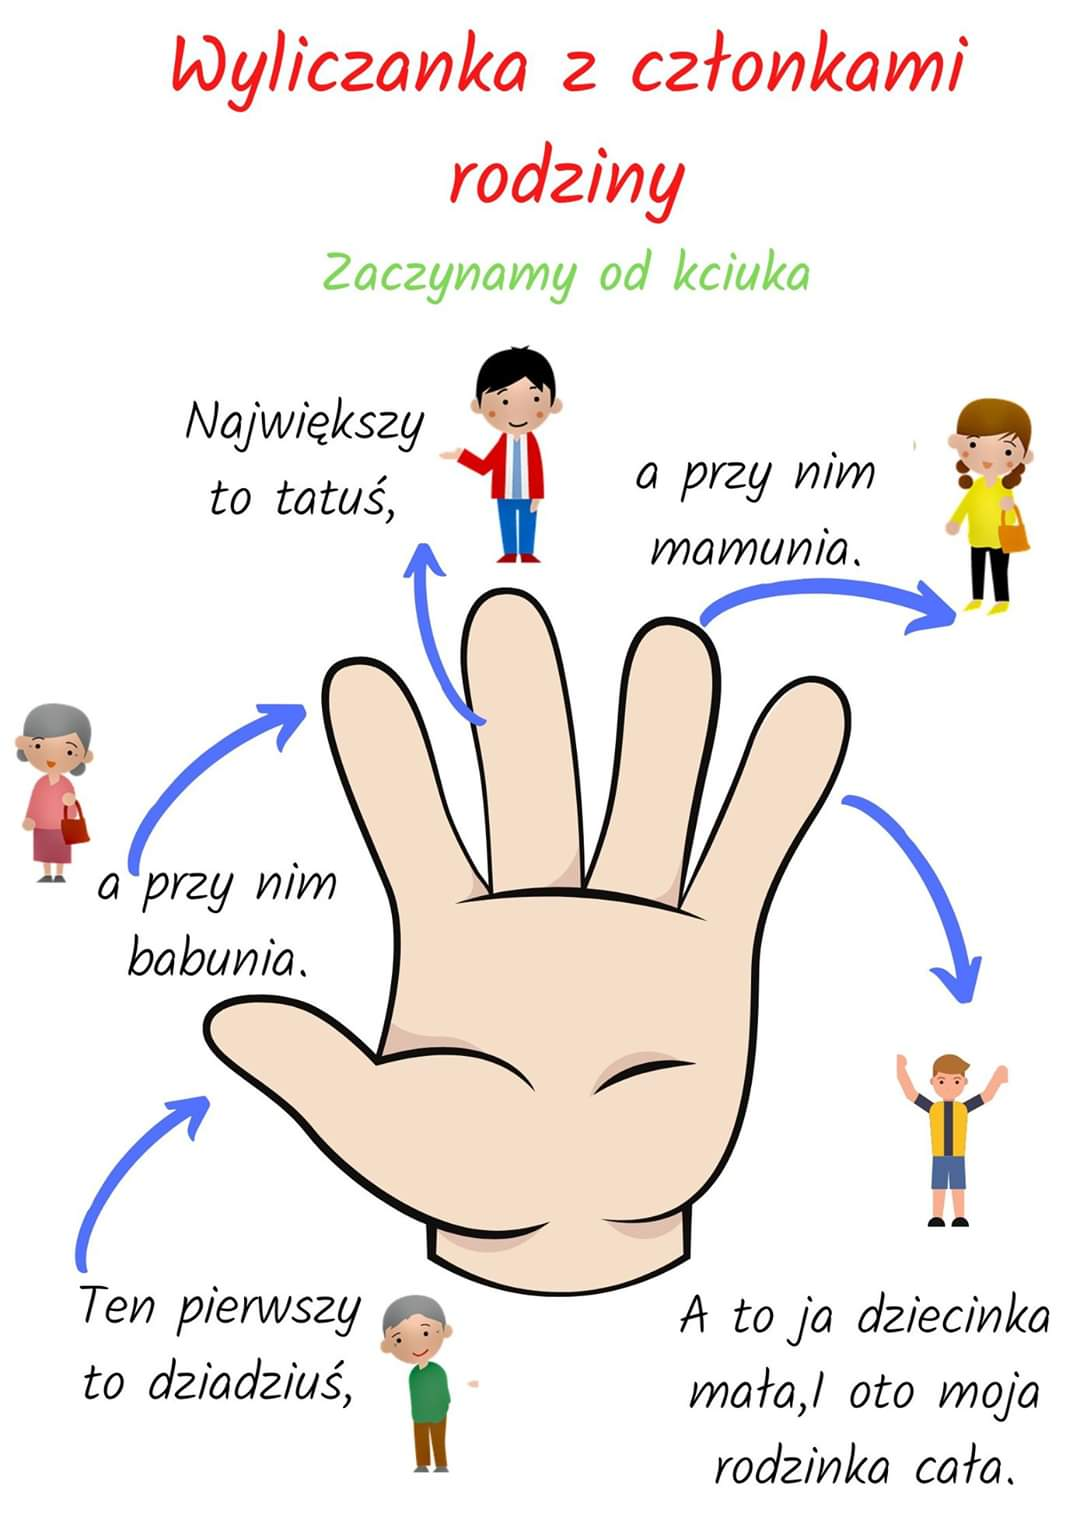 Wyliczanka z członkami
rodziny
Zaczynamy od kciuka
Ten pierwszy
to dziadziuś,
a przy nim
babunia.
Największy
to tatuś,
a przy nim
mamunia.
A to ja dziecinka
mała,I oto moja
rodzinka cała.